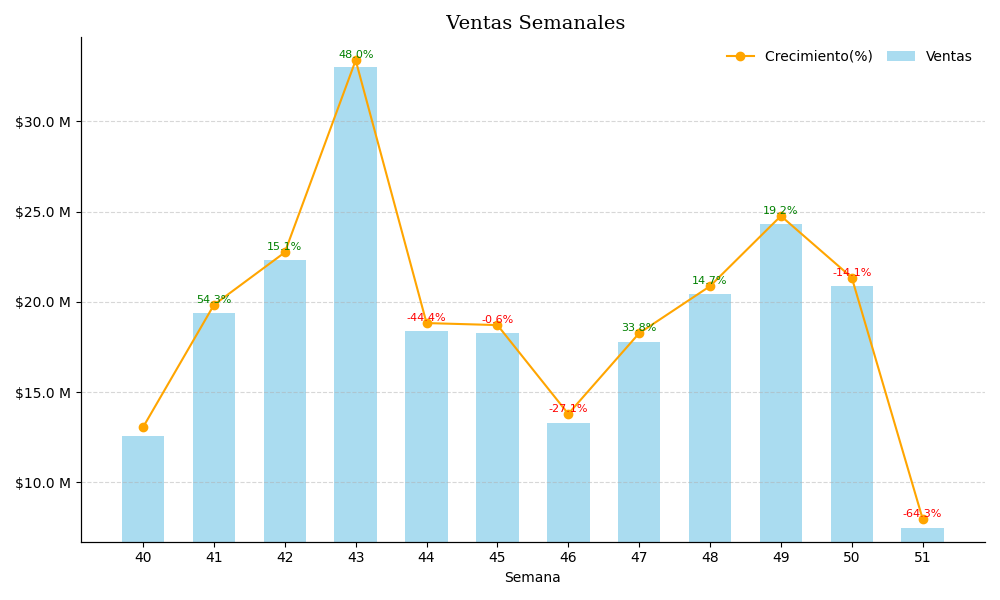 Ventas Semanales
Crecimiento(%) Ventas
48.0%
$30.0 M
$25.0 M
19.2%
15.1%
-14.1%
14.7%
54.3%
$20.0 M
-44.4%
-0.6%
33.8%
-27.1%
$15.0 M
$10.0 M
-64.3%
40 41 42 43 44 45 46 47 48 49 50 51
Semana